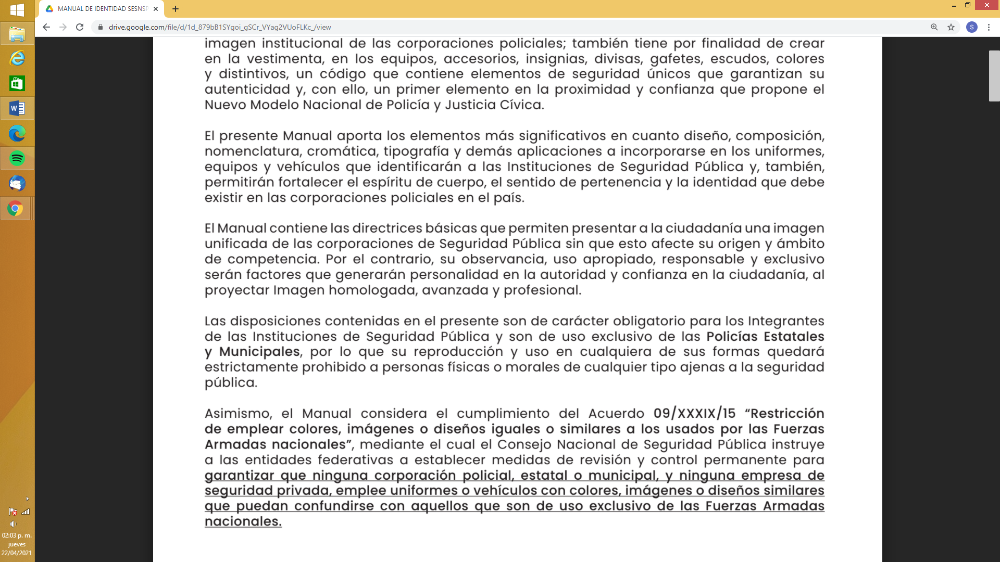 MANUAL DE IDENTIDAD SESNSP
drive.google.com/file/d/1d_879bB1SYgoi_gSCr_VYag2VUoFLKc_/view
S
imagen institucional de las corporaciones policiales; también tiene por finalidad de crear
en la vestimenta, en los equipos, accesorios, insignias, divisas, gafetes, escudos, colores
y distintivos, un código que contiene elementos de seguridad únicos que garantizan su
autenticidad y, con ello, un primer elemento en la proximidad y confianza que propone el
Nuevo Modelo Nacional de Policía y Justicia Cívica.
El presente Manual aporta los elementos más significativos en cuanto diseño, composición,
nomenclatura, cromática, tipografía y demás aplicaciones a incorporarse en los uniformes,
equipos y vehículos que identificarán a las Instituciones de Seguridad Pública y, también,
permitirán fortalecer el espíritu de cuerpo, el sentido de pertenencia y la identidad que debe
existir en las corporaciones policiales en el país.
El Manual contiene las directrices básicas que permiten presentar a la ciudadanía una imagen
unificada de las corporaciones de Seguridad Pública sin que esto afecte su origen y ámbito
de competencia. Por el contrario, su observancia, uso apropiado, responsable y exclusivo
serán factores que generarán personalidad en la autoridad y confianza en la ciudadanía, al
proyectar Imagen homologada, avanzada y profesional.
Las disposiciones contenidas en el presente son de carácter obligatorio para los Integrantes
de las Instituciones de Seguridad Pública y son de uso exclusivo de las Policías Estatales
y Municipales, por lo que su reproducción y uso en cualquiera de sus formas quedará
estrictamente prohibido a personas físicas o morales de cualquier tipo ajenas a la seguridad
pública.
Asimismo, el Manual considera el cumplimiento del Acuerdo 09/XXXIX/15 “Restricción
de emplear colores, imágenes o diseños iguales o similares a los usados por las Fuerzas
Armadas nacionales”, mediante el cual el Consejo Nacional de Seguridad Pública instruye
a las entidades federativas a establecer medidas de revisión y control permanente para
garantizar que ninguna corporación policial, estatal o municipal, y ninguna empresa de
seguridad privada, emplee uniformes o vehículos con colores, imágenes o diseños similares
que puedan confundirse con aquellos que son de uso exclusivo de las Fuerzas Armadas
nacionales.
02:03 p. m.
jueves
22/04/2021